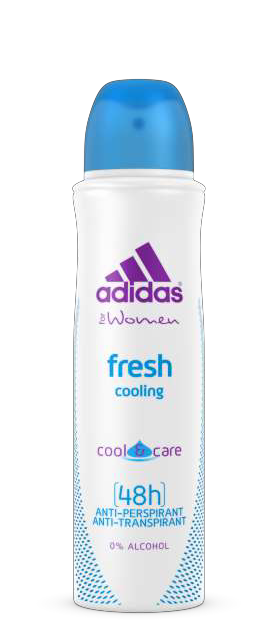 adidas®
for Women
fresh
cooling
cool & care
[48h]
ANTI-PERSPIRANT
ANTI-TRANSPIRANT
0% ALCOHOL